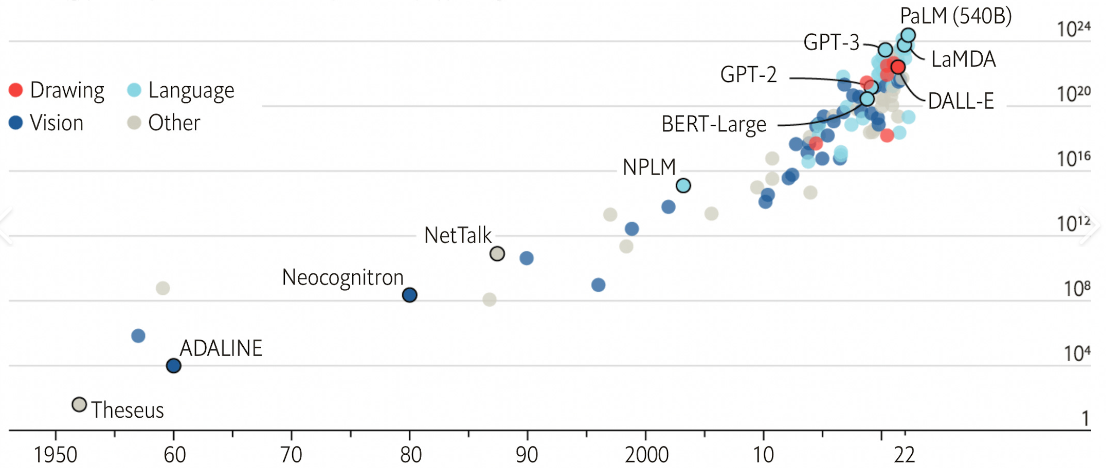 PaLM (540B)
10²⁴
GPT-3
LaMDA
GPT-2
Drawing
Language
10²⁰
DALL-E
Vision
Other
BERT-Large
10¹⁶
NPLM
10¹²
NetTalk
Neocognitron
10⁸
ADALINE
10⁴
Theseus
1
1950 60 70 80 90 2000 10 22